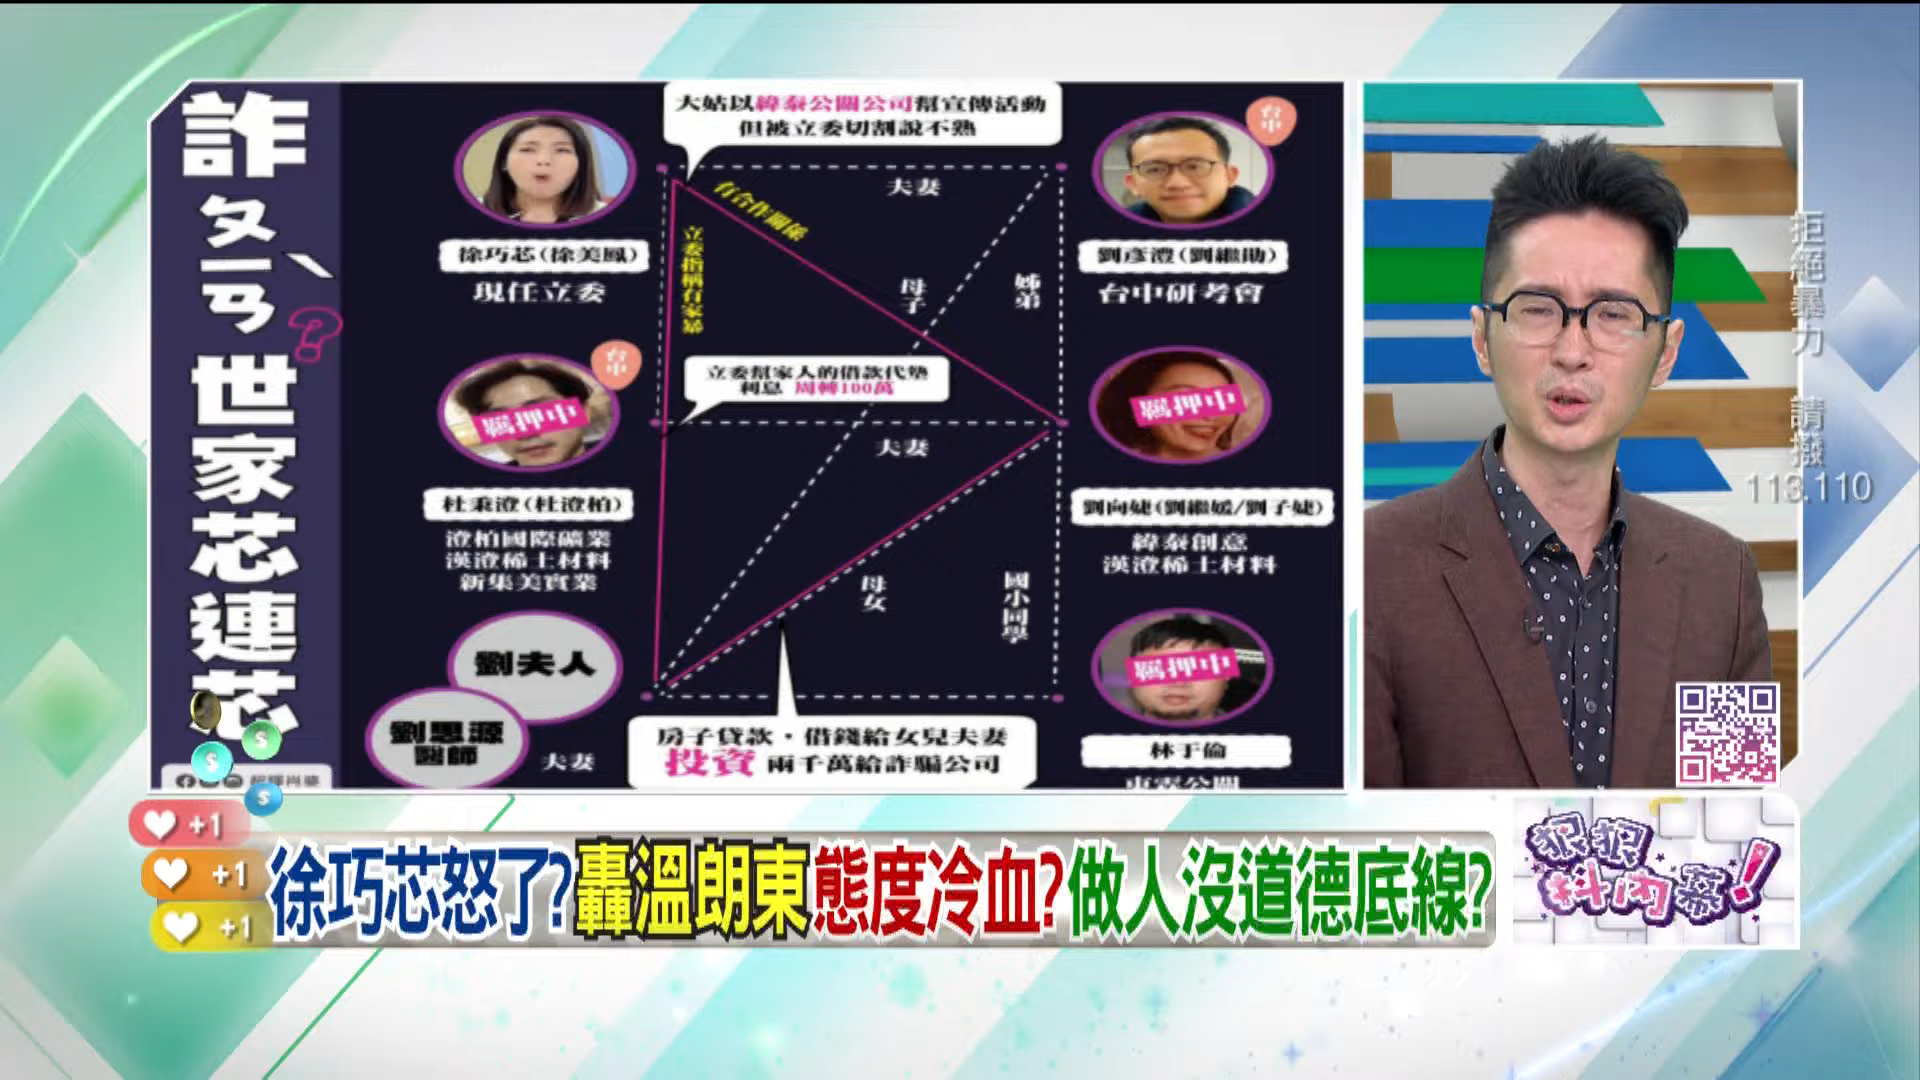 詐ㄆㄧㄢˋ世家芯連芯
?
大姑以緯泰公關公司幫宣傳活動
但被立委切割說不熟
台中
夫妻
有合作關係
立委指稱有家暴
母子
姊弟
徐巧芯(徐美鳳)
現任立委
劉彥澧(劉繼勛)
台中研考會
台中
立委幫家人的借款代墊
利息 周轉100萬
羈押中
羈押中
夫妻
杜秉澄(杜澄柏)
澄柏國際礦業
漢澄稀土材料
新集美實業
劉向婕(劉繼媛/劉子婕)
緯泰創意
漢澄稀土材料
母女
國小同學
劉夫人
劉思源
醫師
夫妻
羈押中
房子貸款・借錢給女兒夫妻
投資 兩千萬給詐騙公司
林于倫
拒絕暴力 請撥
113.110
+1
+1
+1
徐巧芯怒了?轟溫朗東態度冷血?做人沒道德底線?
狠狠
抖內幕!